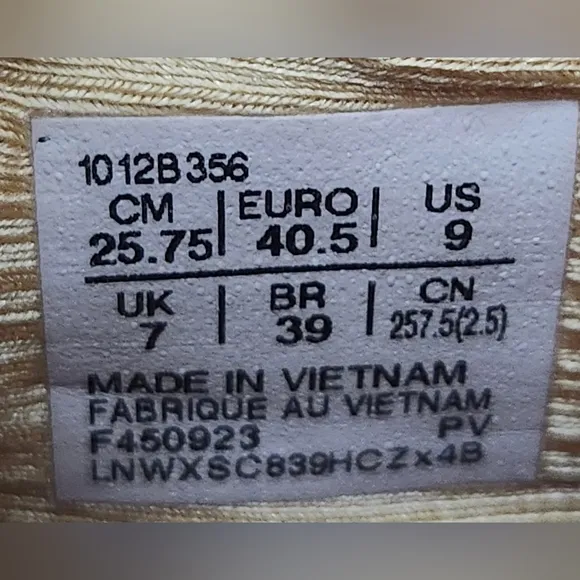 1012B356
CM | EURO | US
25.75 | 40.5 | 9
UK | BR | CN
7 | 39 | 257.5(2.5)
MADE IN VIETNAM
FABRIQUE AU VIETNAM
F450923 PV
LNWXSC839HCZx4B